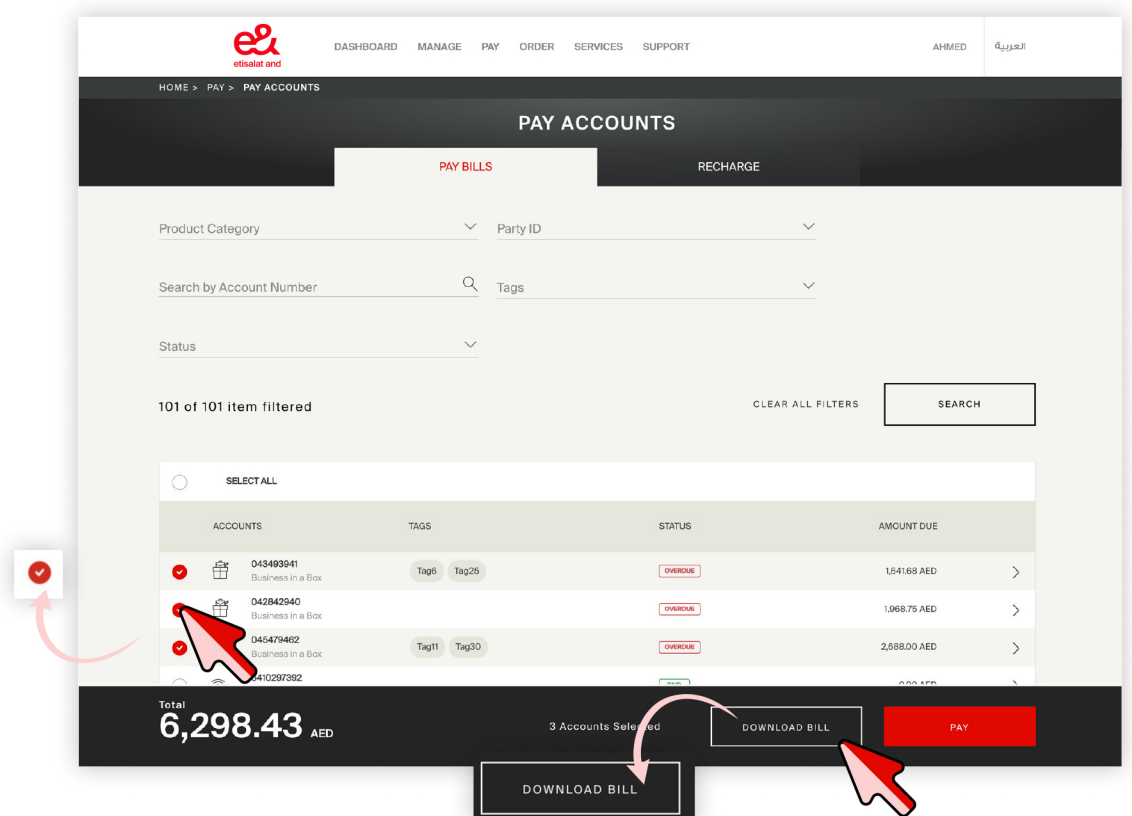 e&
etisalat and
DASHBOARD MANAGE PAY ORDER SERVICES SUPPORT AHMED العربية
HOME > PAY > PAY ACCOUNTS
PAY ACCOUNTS
PAY BILLS RECHARGE
Product Category Party ID
Search by Account Number Tags
Status
101 of 101 item filtered CLEAR ALL FILTERS SEARCH
SELECT ALL
ACCOUNTS TAGS STATUS AMOUNT DUE
043493941 Tag6 Tag25 OVERDUE 1,641.68 AED
Business in a Box
042842940 OVERDUE 1,968.75 AED
Business in a Box
045479462 Tag11 Tag30 OVERDUE 2,688.00 AED
Business in a Box
410297392
Total
6,298.43 AED 3 Accounts Selected DOWNLOAD BILL PAY
DOWNLOAD BILL